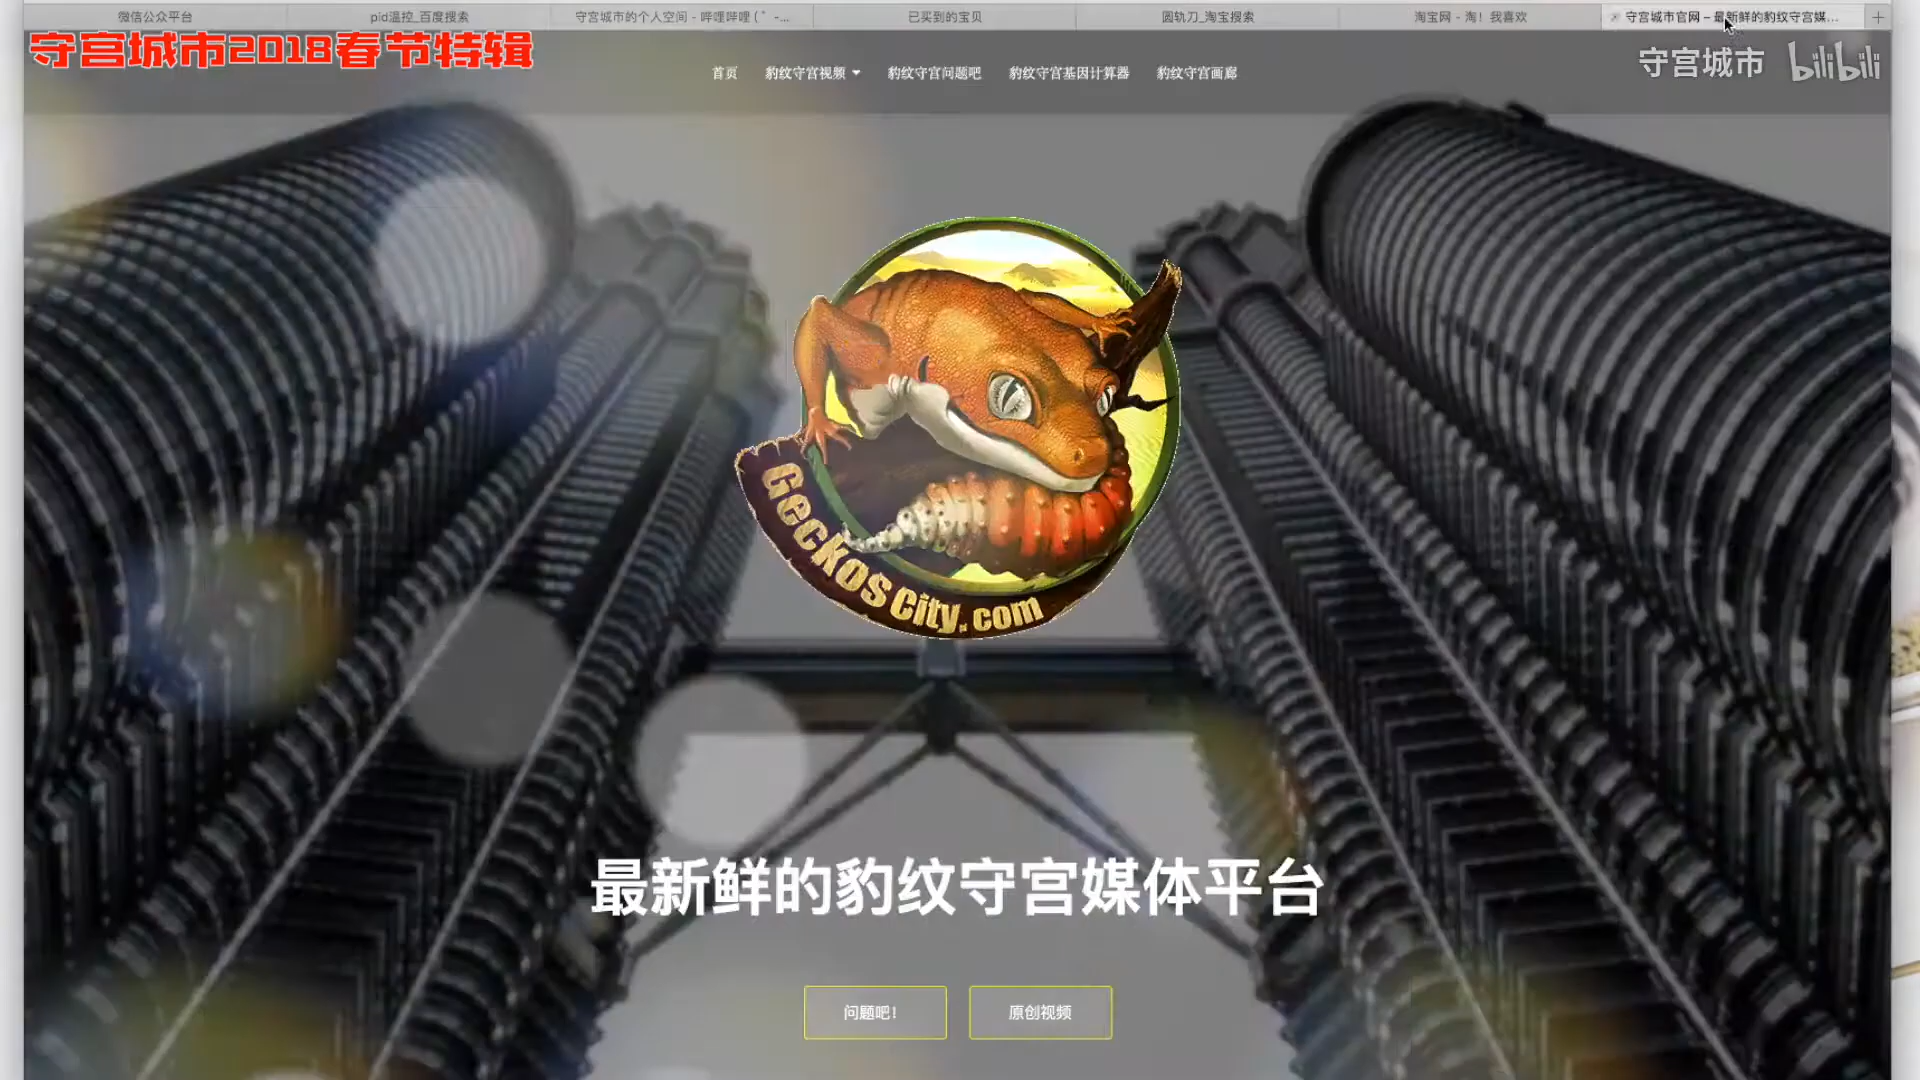 微信公众平台
pid温控_百度搜索
守宫城市的个人空间 - 哔哩哔哩 ( ゜-...
已买到的宝贝
圆轨刀_淘宝搜索
淘宝网 - 淘！我喜欢
守宫城市官网 – 最新鲜的豹纹守宫媒...
守宫城市2018春节特辑
首页
豹纹守宫视频
豹纹守宫问题吧
豹纹守宫基因计算器
豹纹守宫画廊
守宫城市 bilibili
GeckosCity.com
最新鲜的豹纹守宫媒体平台
问题吧！
原创视频